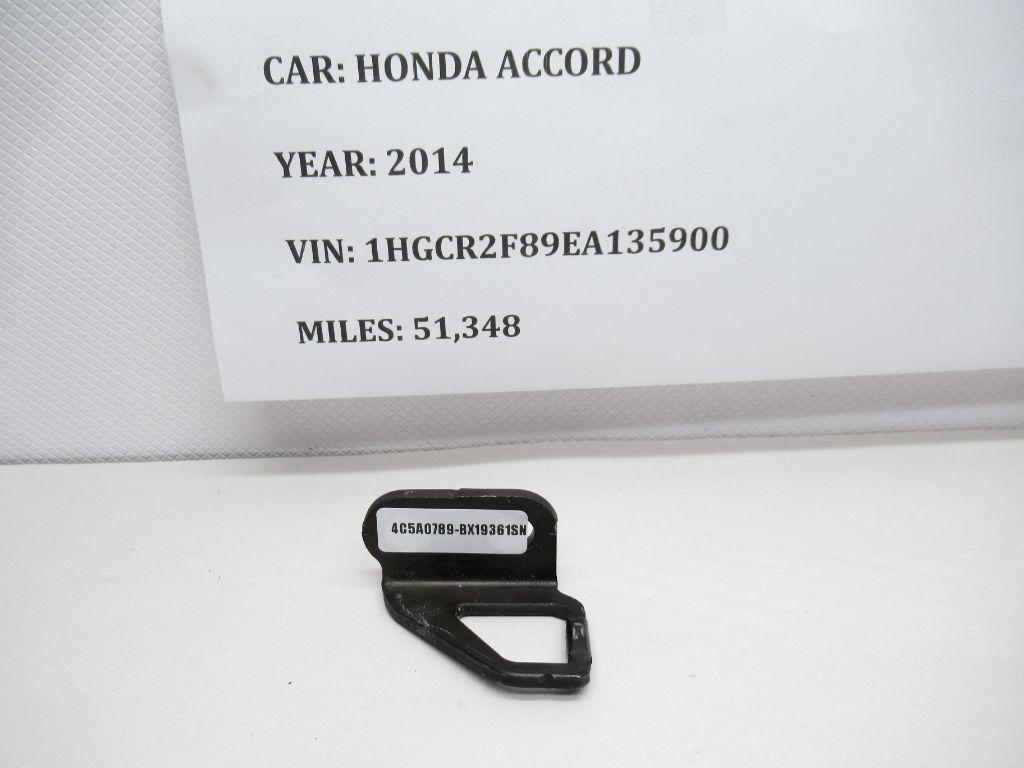 CAR: HONDA ACCORD
YEAR: 2014
VIN: 1HGCR2F89EA135900
MILES: 51,348
4C5A0789-BX19361SN